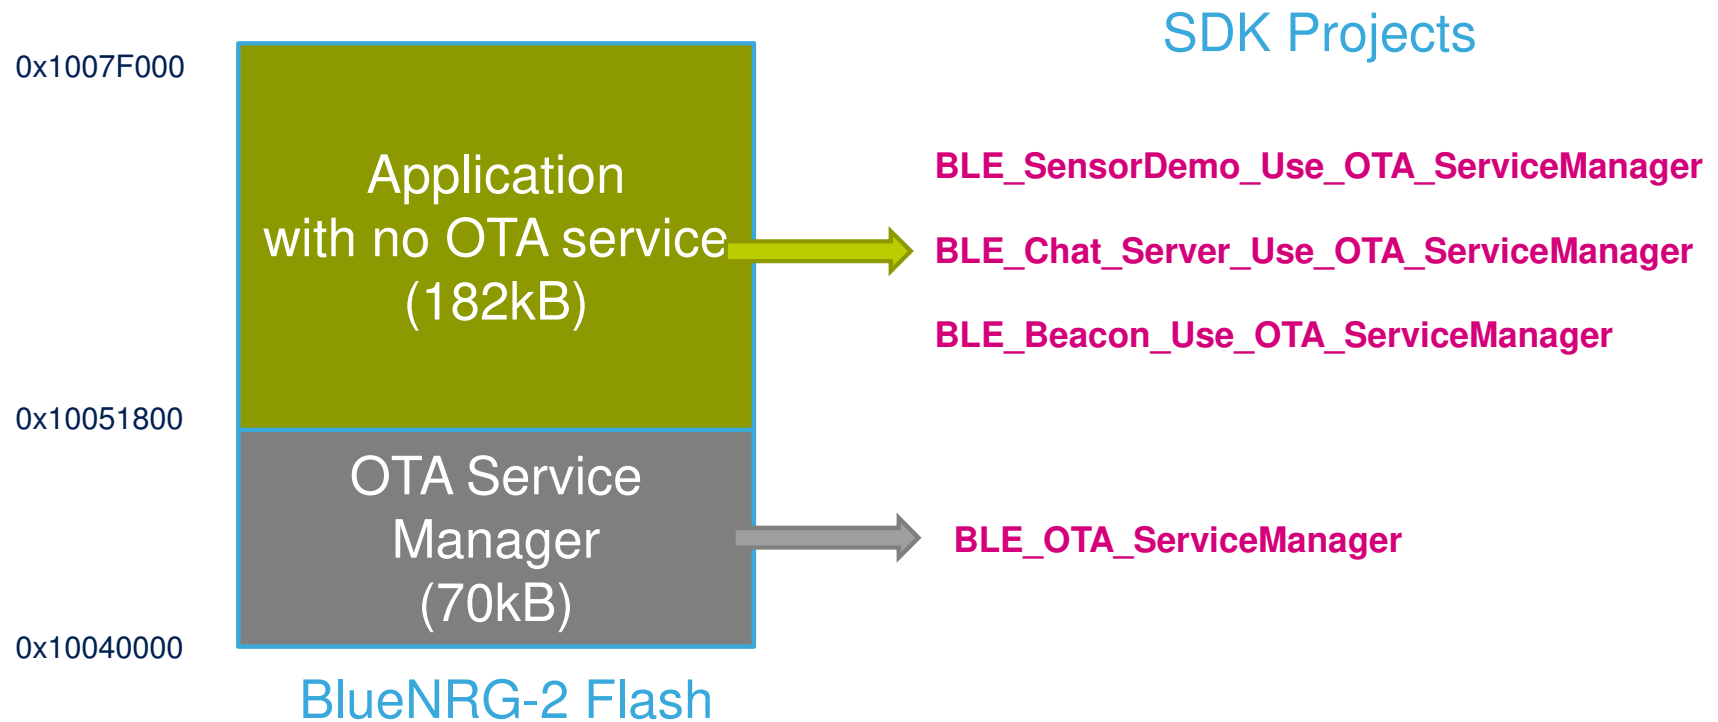 SDK Projects
0x1007F000
Application
with no OTA service
(182kB)
BLE_SensorDemo_Use_OTA_ServiceManager
BLE_Chat_Server_Use_OTA_ServiceManager
BLE_Beacon_Use_OTA_ServiceManager
0x10051800
OTA Service
Manager
(70kB)
BLE_OTA_ServiceManager
0x10040000
BlueNRG-2 Flash